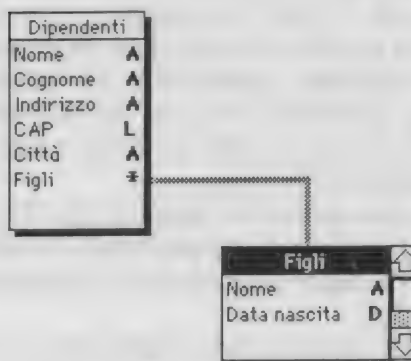 Dipendenti
Nome A
Cognome A
Indirizzo A
CAP L
Città A
Figli *
Figli
Nome A
Data nascita D